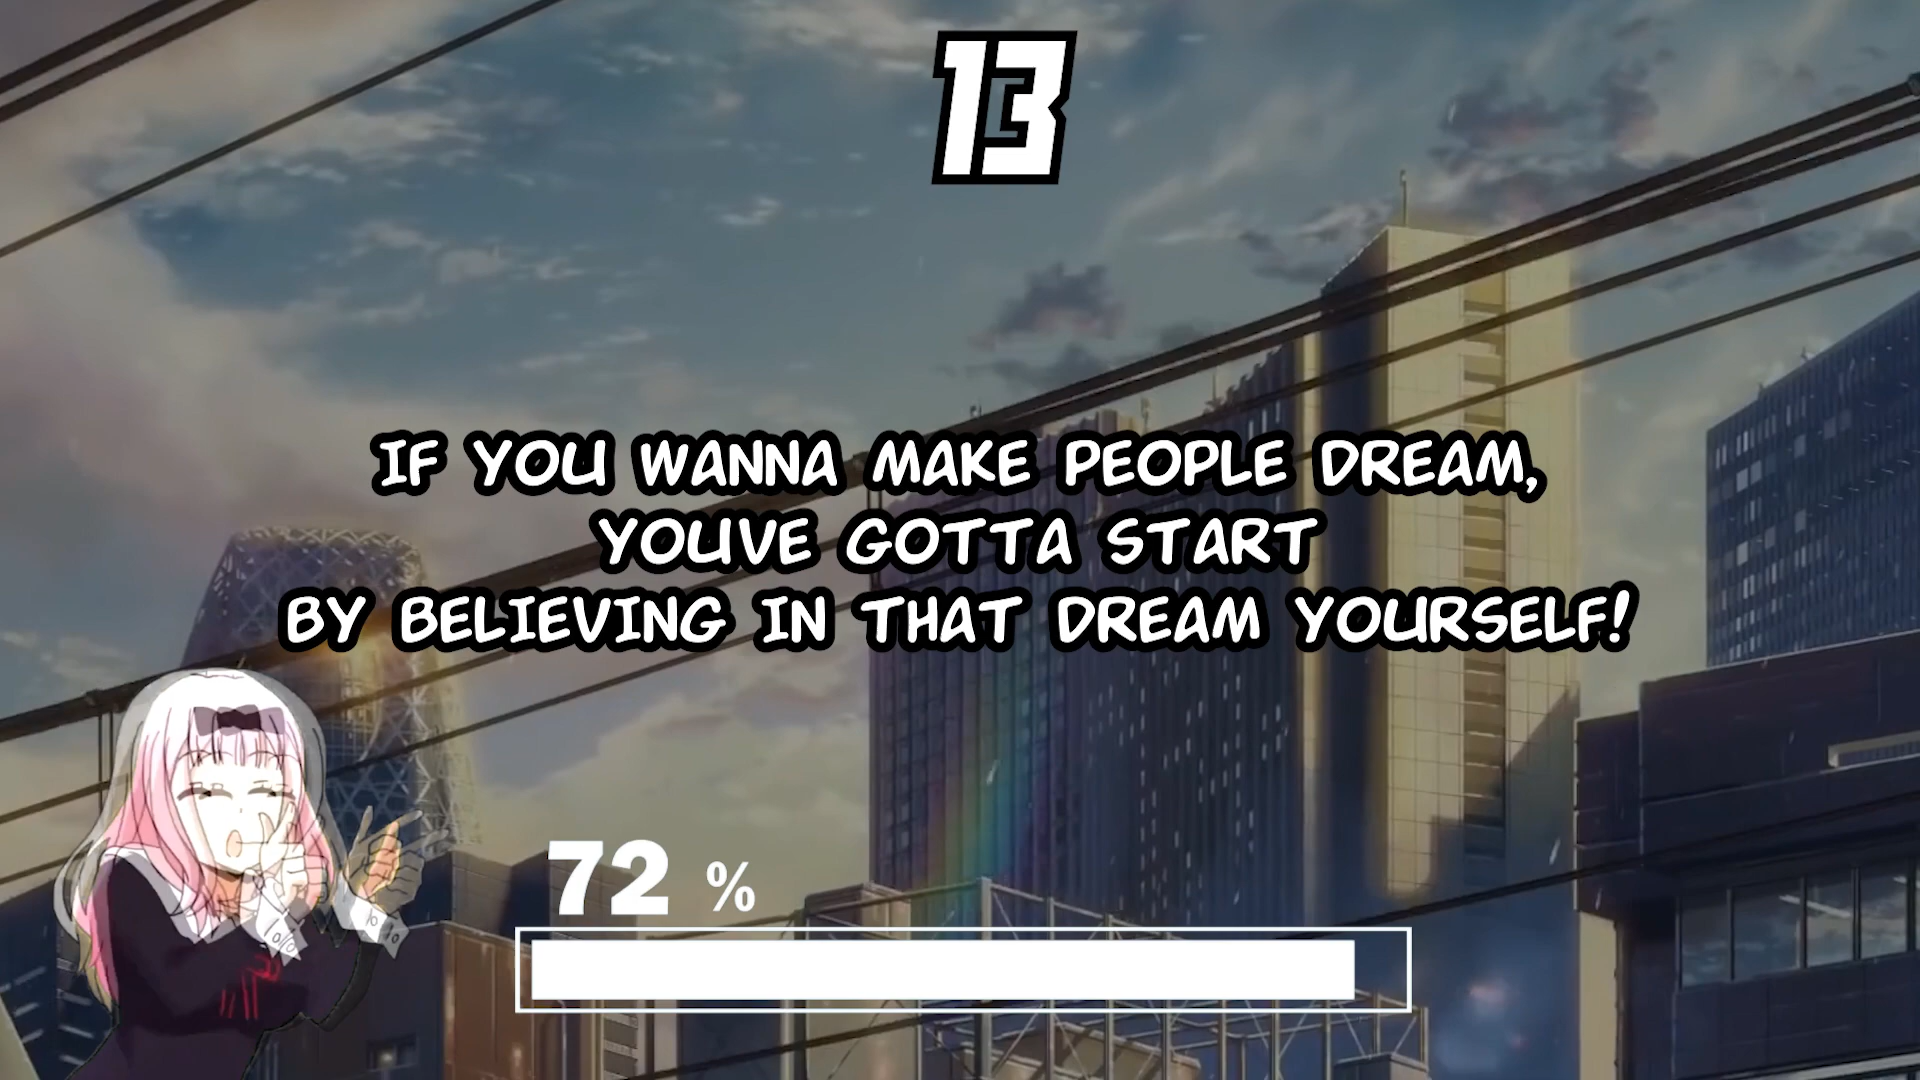 13
IF YOU WANNA MAKE PEOPLE DREAM,
YOUVE GOTTA START
BY BELIEVING IN THAT DREAM YOURSELF!
72 %